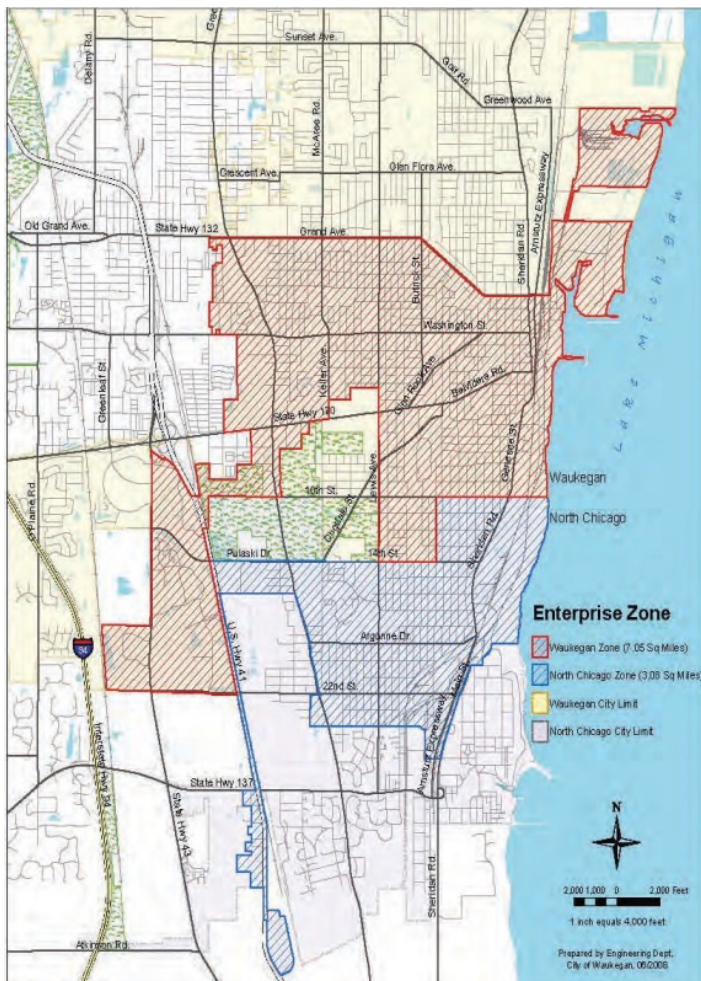 Sunset Ave.
Delany Rd.
Golf Rd.
Greenwood Ave.
McAree Rd.
Crescent Ave.
Glen Flora Ave.
Amstutz Expressway
Sheridan Rd.
Old Grand Ave.
State Hwy 132
Grand Ave.
Butrick St.
Washington St.
Lake Michigan
Greenleaf St.
Keller Ave.
Glen Rock Ave.
Belvidere Rd.
State Hwy 120
Genesee St.
Lewis Ave.
Waukegan
10th St.
North Chicago
Dugdale St.
Sheridan Rd.
Pulaski Dr.
14th St.
Enterprise Zone
Waukegan Zone (7.05 Sq Miles)
North Chicago Zone (3.08 Sq Miles)
Waukegan City Limit
North Chicago City Limit
U.S. Hwy 41
Argonne Dr.
94
22nd St.
Main St.
Amstutz Expressway
Interstate Hwy 94
State Hwy 137
State Hwy 43
Sheridan Rd.
N
2,000 1,000 0 2,000 Feet
1 inch equals 4,000 feet
Atkinson Rd.
Prepared by Engineering Dept.
City of Waukegan, 06/2006